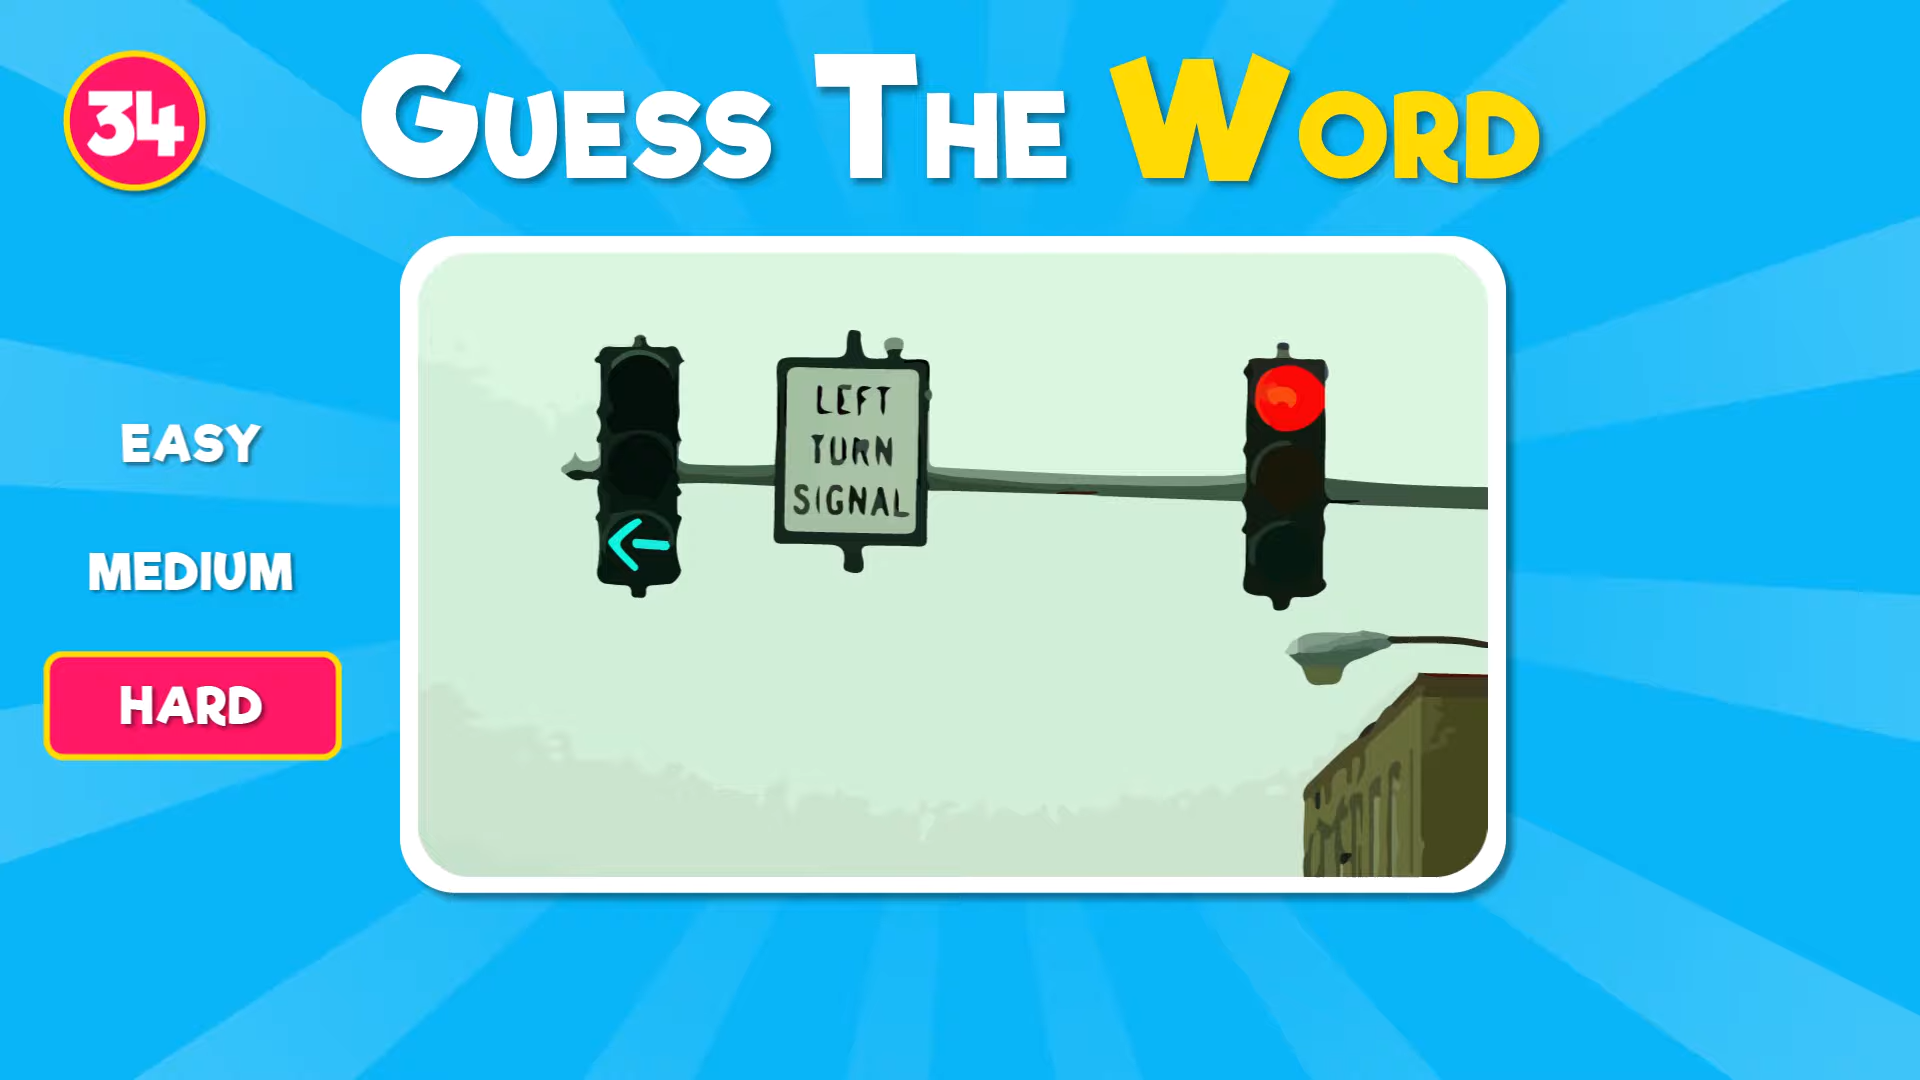 34
GUESS THE WORD
EASY
MEDIUM
HARD
LEFT
TURN
SIGNAL